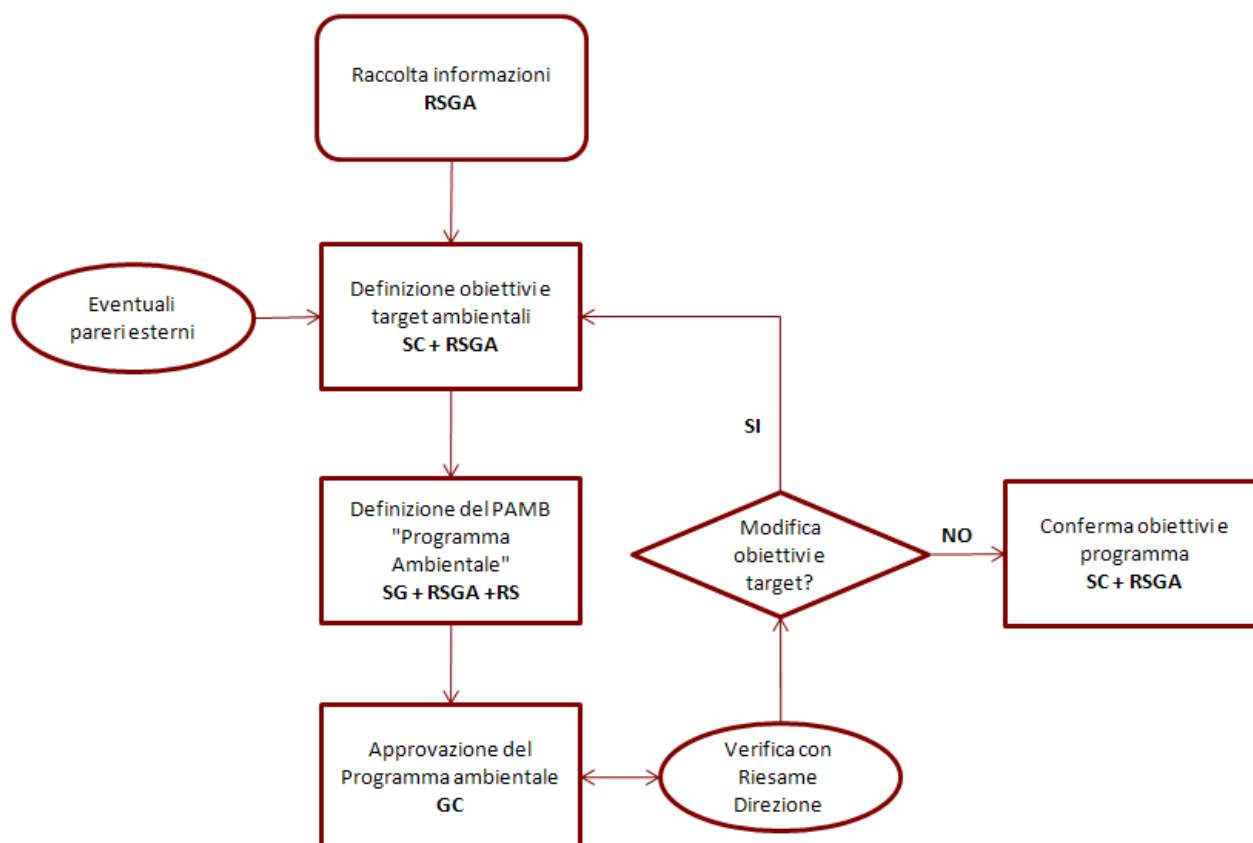 Raccolta informazioni
RSGA
Eventuali
pareri esterni
Definizione obiettivi e
target ambientali
SC + RSGA
SI
Definizione del PAMB
"Programma
Ambientale"
SG + RSGA +RS
Modifica
obiettivi e
target?
NO
Conferma obiettivi e
programma
SC + RSGA
Approvazione del
Programma ambientale
GC
Verifica con
Riesame
Direzione